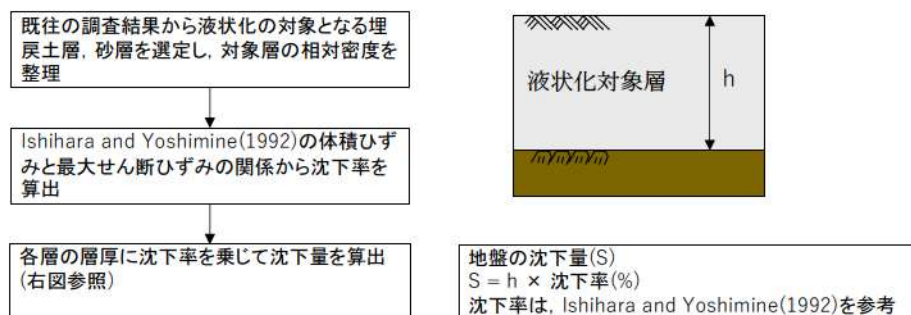 既往の調査結果から液状化の対象となる埋
戻土層, 砂層を選定し, 対象層の相対密度を
整理
Ishihara and Yoshimine(1992)の体積ひず
みと最大せん断ひずみの関係から沈下率を
算出
各層の層厚に沈下率を乗じて沈下量を算出
(右図参照)
液状化対象層
h
地盤の沈下量(S)
S = h × 沈下率(%)
沈下率は, Ishihara and Yoshimine(1992)を参考